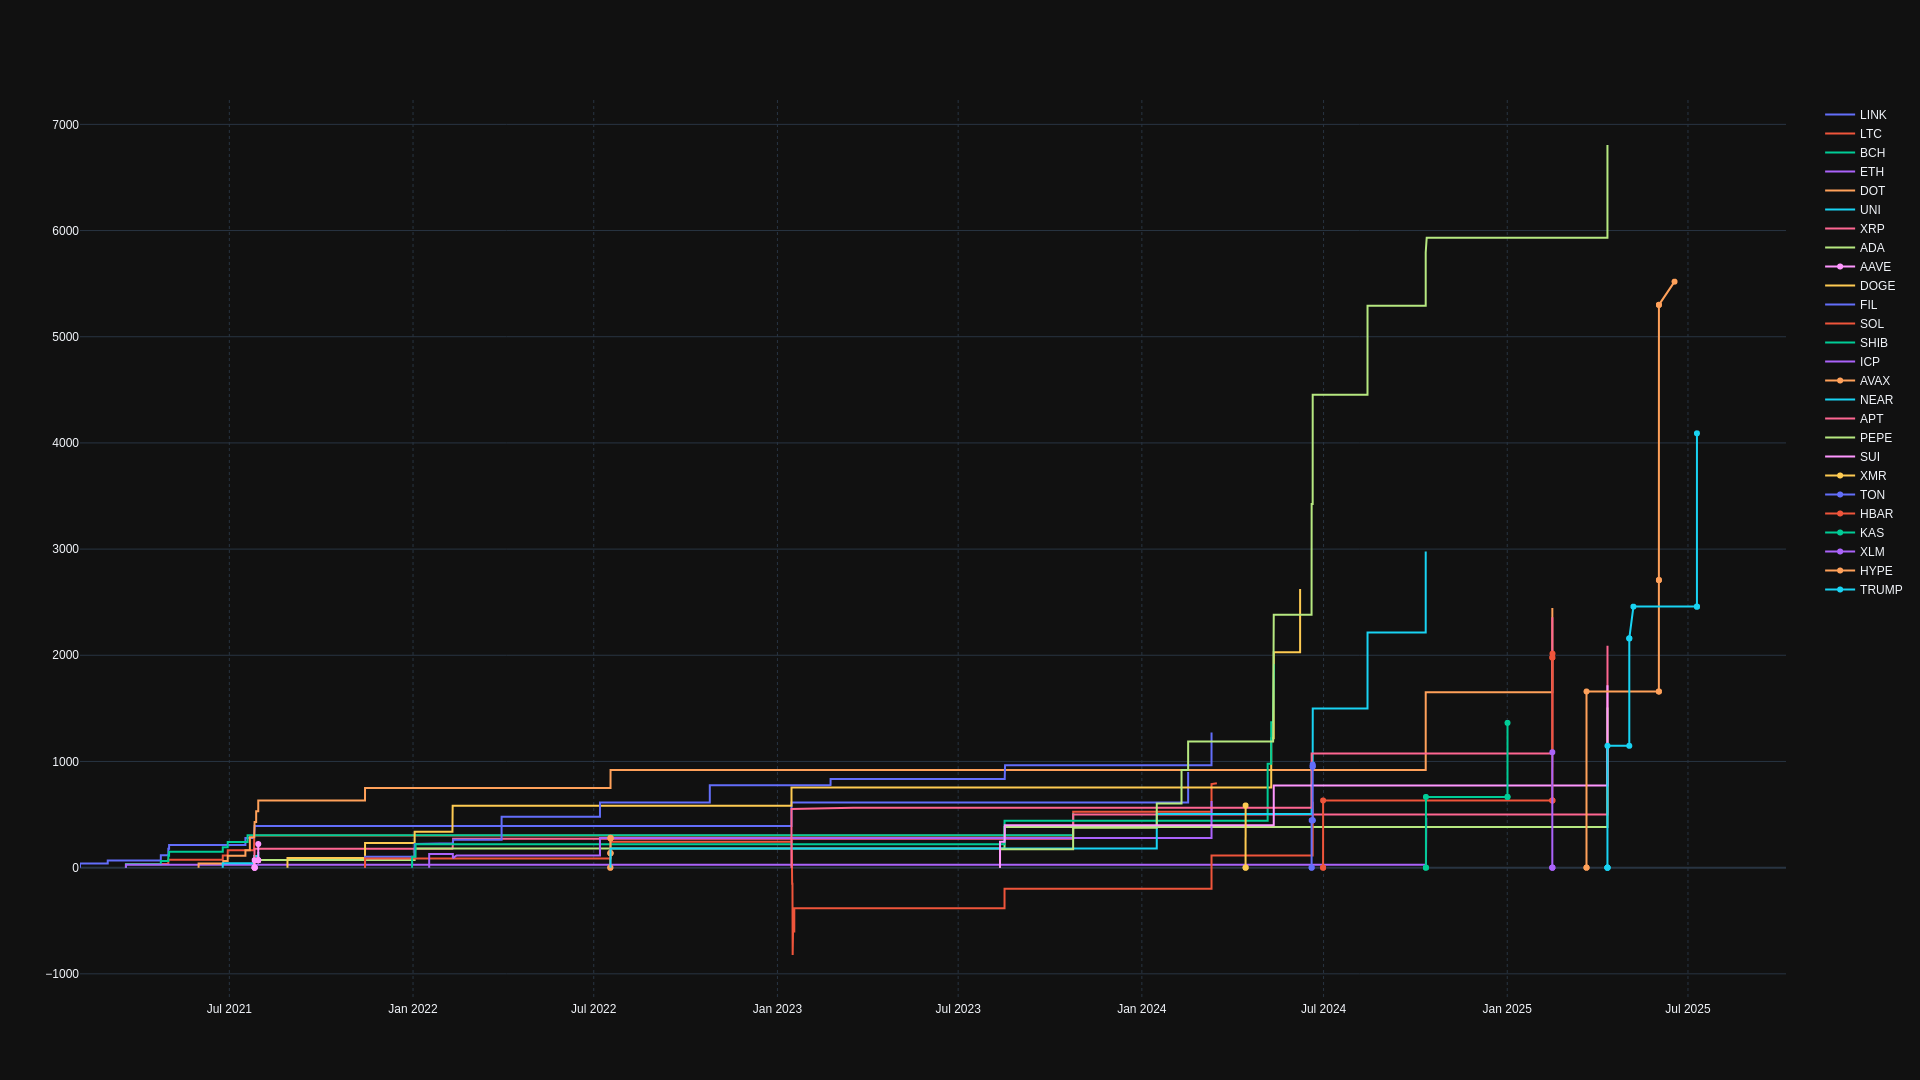 7000
6000
5000
4000
3000
2000
1000
0
−1000
Jul 2021
Jan 2022
Jul 2022
Jan 2023
Jul 2023
Jan 2024
Jul 2024
Jan 2025
Jul 2025
LINK
LTC
BCH
ETH
DOT
UNI
XRP
ADA
AAVE
DOGE
FIL
SOL
SHIB
ICP
AVAX
NEAR
APT
PEPE
SUI
XMR
TON
HBAR
KAS
XLM
HYPE
TRUMP